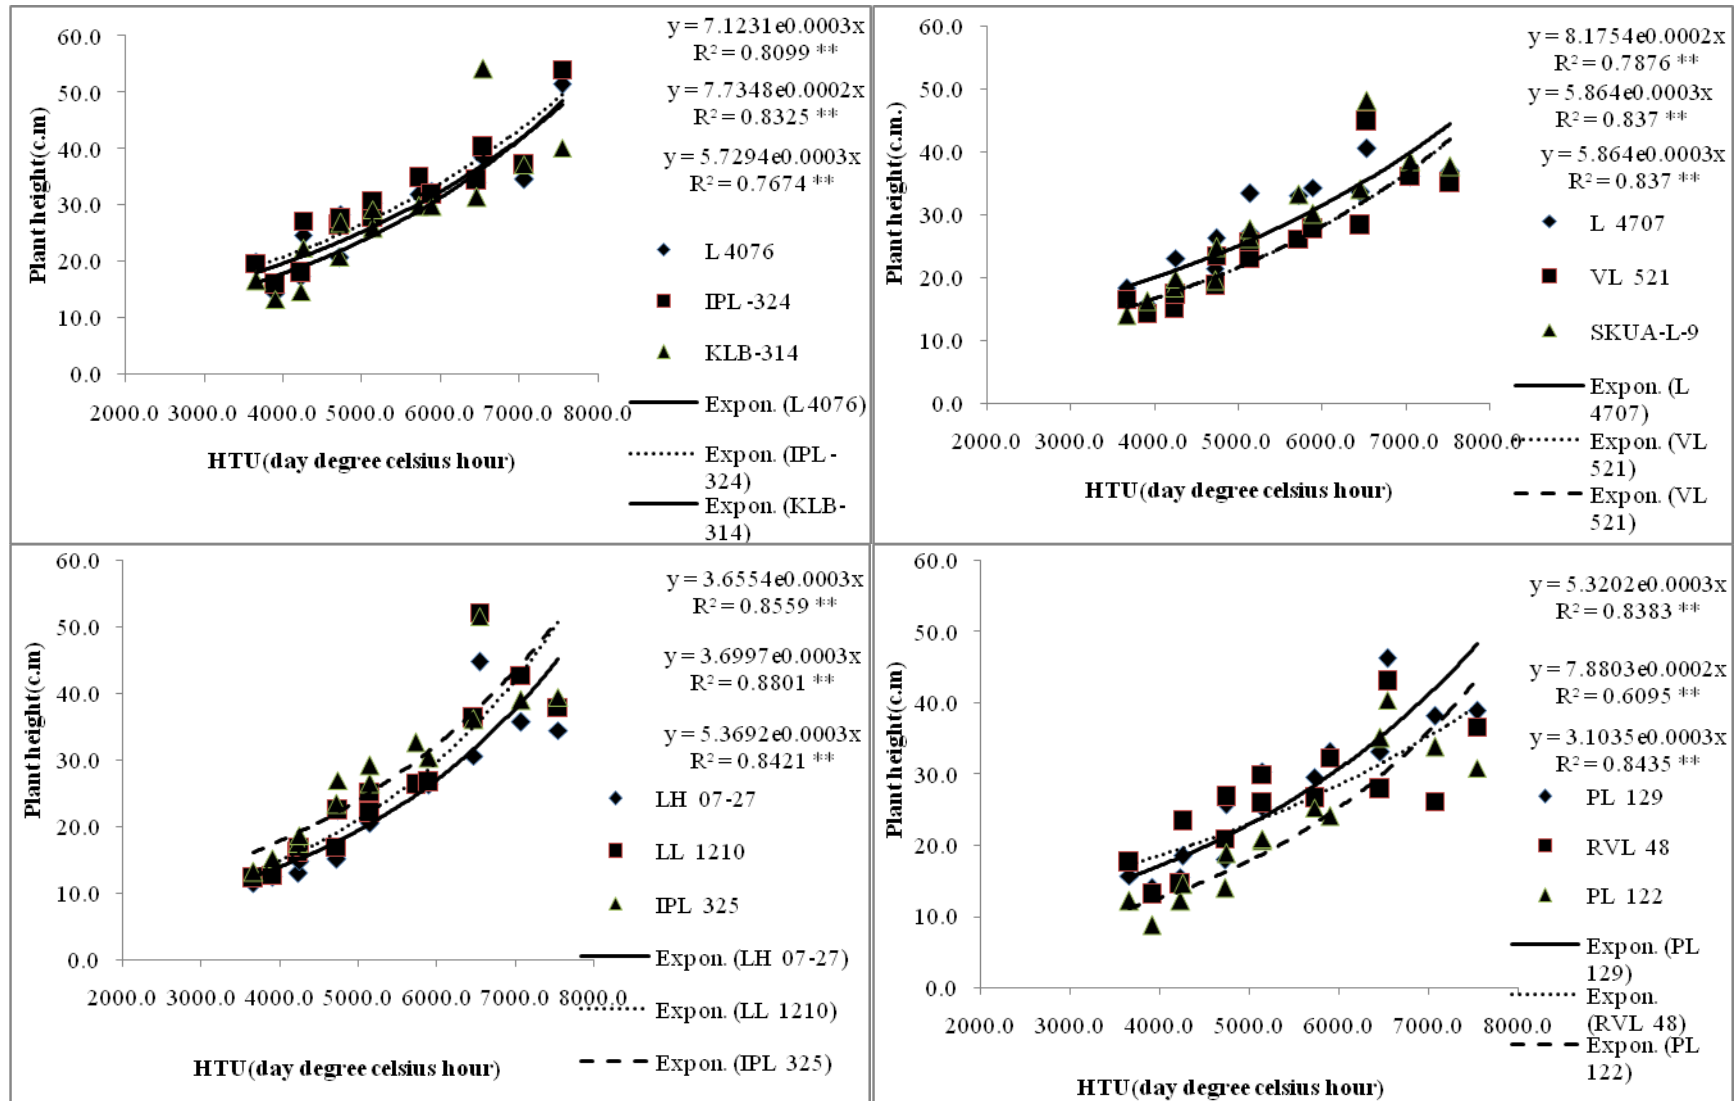 y = 7.1231e0.0003x
R² = 0.8099 **
y = 7.7348e0.0002x
R² = 0.8325 **
y = 5.7294e0.0003x
R² = 0.7674 **
60.0
50.0
40.0
30.0
20.0
10.0
0.0
Plant height(c.m)
2000.0 3000.0 4000.0 5000.0 6000.0 7000.0 8000.0
HTU(day degree celsius hour)
L 4076
IPL -324
KLB-314
Expon. (L 4076)
Expon. (IPL -
324)
Expon. (KLB-
314)
y = 8.1754e0.0002x
R² = 0.7876 **
y = 5.864e0.0003x
R² = 0.837 **
y = 5.864e0.0003x
R² = 0.837 **
60.0
50.0
40.0
30.0
20.0
10.0
0.0
Plant height(c.m.)
2000.0 3000.0 4000.0 5000.0 6000.0 7000.0 8000.0
HTU(day degree celsius hour)
L 4707
VL 521
SKUA-L-9
Expon. (L
4707)
Expon. (VL
521)
Expon. (VL
521)
y = 3.6554e0.0003x
R² = 0.8559 **
y = 3.6997e0.0003x
R² = 0.8801 **
y = 5.3692e0.0003x
R² = 0.8421 **
60.0
50.0
40.0
30.0
20.0
10.0
0.0
Plant height(c.m)
2000.0 3000.0 4000.0 5000.0 6000.0 7000.0 8000.0
HTU(day degree celsius hour)
LH 07-27
LL 1210
IPL 325
Expon. (LH 07-27)
Expon. (LL 1210)
Expon. (IPL 325)
y = 5.3202e0.0003x
R² = 0.8383 **
y = 7.8803e0.0002x
R² = 0.6095 **
y = 3.1035e0.0003x
R² = 0.8435 **
60.0
50.0
40.0
30.0
20.0
10.0
0.0
Plant height(c.m)
2000.0 3000.0 4000.0 5000.0 6000.0 7000.0 8000.0
HTU(day degree celsius hour)
PL 129
RVL 48
PL 122
Expon. (PL
129)
Expon.
(RVL 48)
Expon. (PL
122)